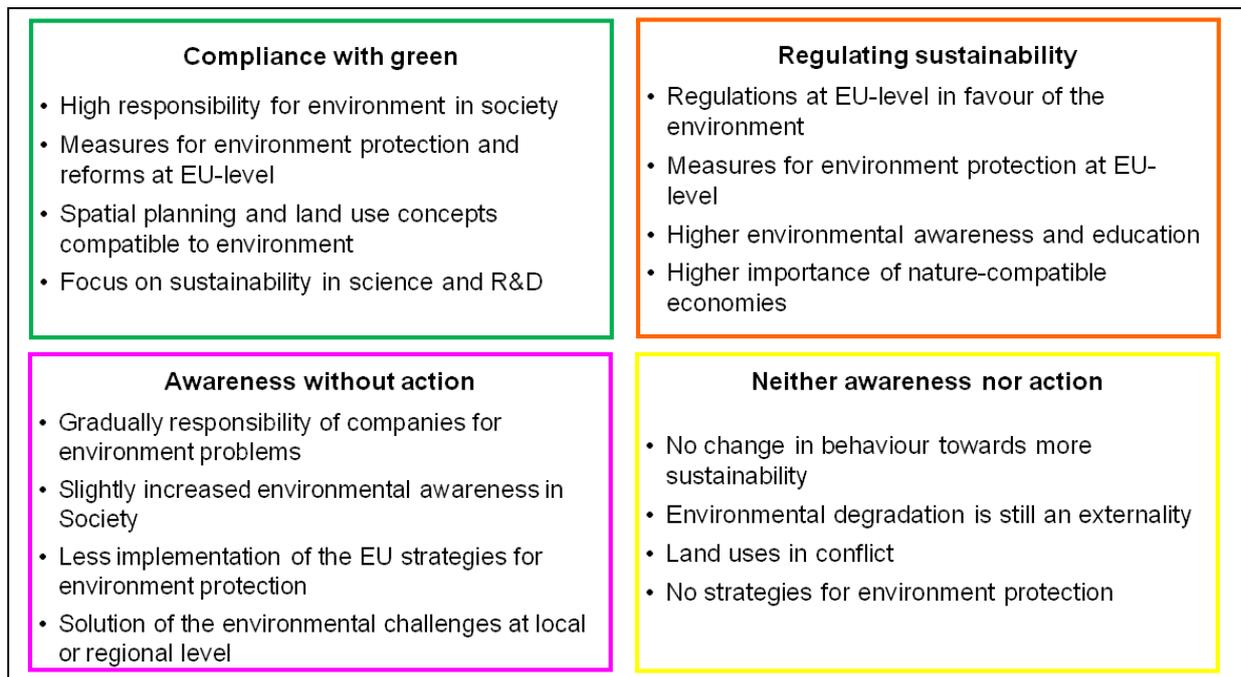 Compliance with green
• High responsibility for environment in society
• Measures for environment protection and
reforms at EU-level
• Spatial planning and land use concepts
compatible to environment
• Focus on sustainability in science and R&D
Regulating sustainability
• Regulations at EU-level in favour of the
environment
• Measures for environment protection at EU-
level
• Higher environmental awareness and education
• Higher importance of nature-compatible
economies
Awareness without action
• Gradually responsibility of companies for
environment problems
• Slightly increased environmental awareness in
Society
• Less implementation of the EU strategies for
environment protection
• Solution of the environmental challenges at local
or regional level
Neither awareness nor action
• No change in behaviour towards more
sustainability
• Environmental degradation is still an externality
• Land uses in conflict
• No strategies for environment protection